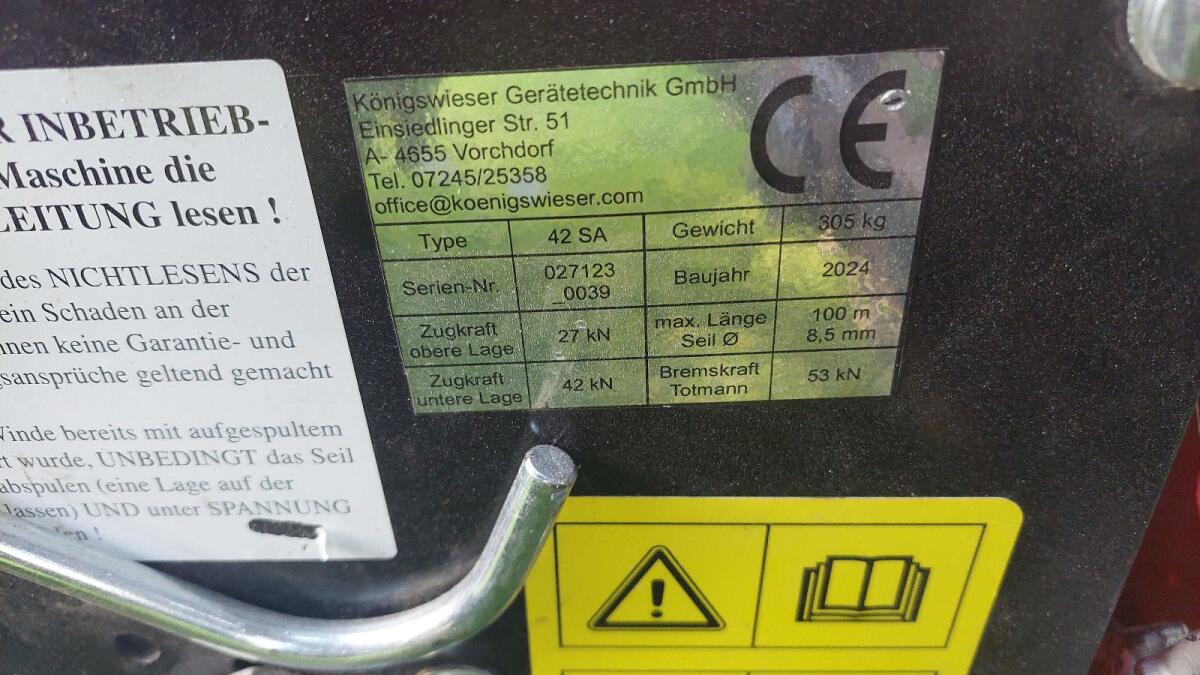 R INBETRIEB-
Maschine die
LEITUNG lesen !
des NICHTLESENS der
ein Schaden an der
nnen keine Garantie- und
gsansprüche geltend gemacht
Winde bereits mit aufgespultem
rt wurde, UNBEDINGT das Seil
abspulen (eine Lage auf der
lassen) UND unter SPANNUNG
Königswieser Gerätetechnik GmbH
Einsiedlinger Str. 51
A- 4655 Vorchdorf
Tel. 07245/25358
office@koenigswieser.com
CE
Type 42 SA Gewicht 305 kg
Serien-Nr. 027123_0039 Baujahr 2024
Zugkraft obere Lage 27 kN max. Länge Seil Ø 100 m 8,5 mm
Zugkraft untere Lage 42 kN Bremskraft Totmann 53 kN